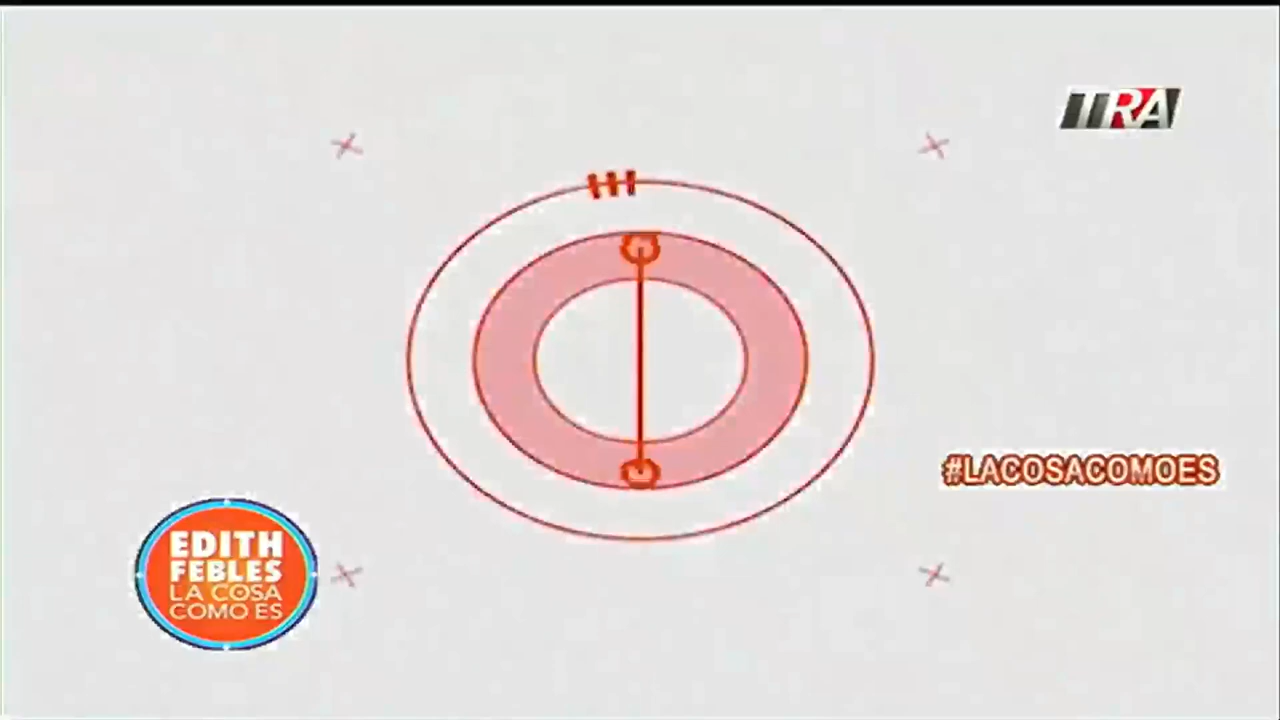 TRA
#LACOSACOMOES
EDITH
FEBLES
LA COSA
COMO ES